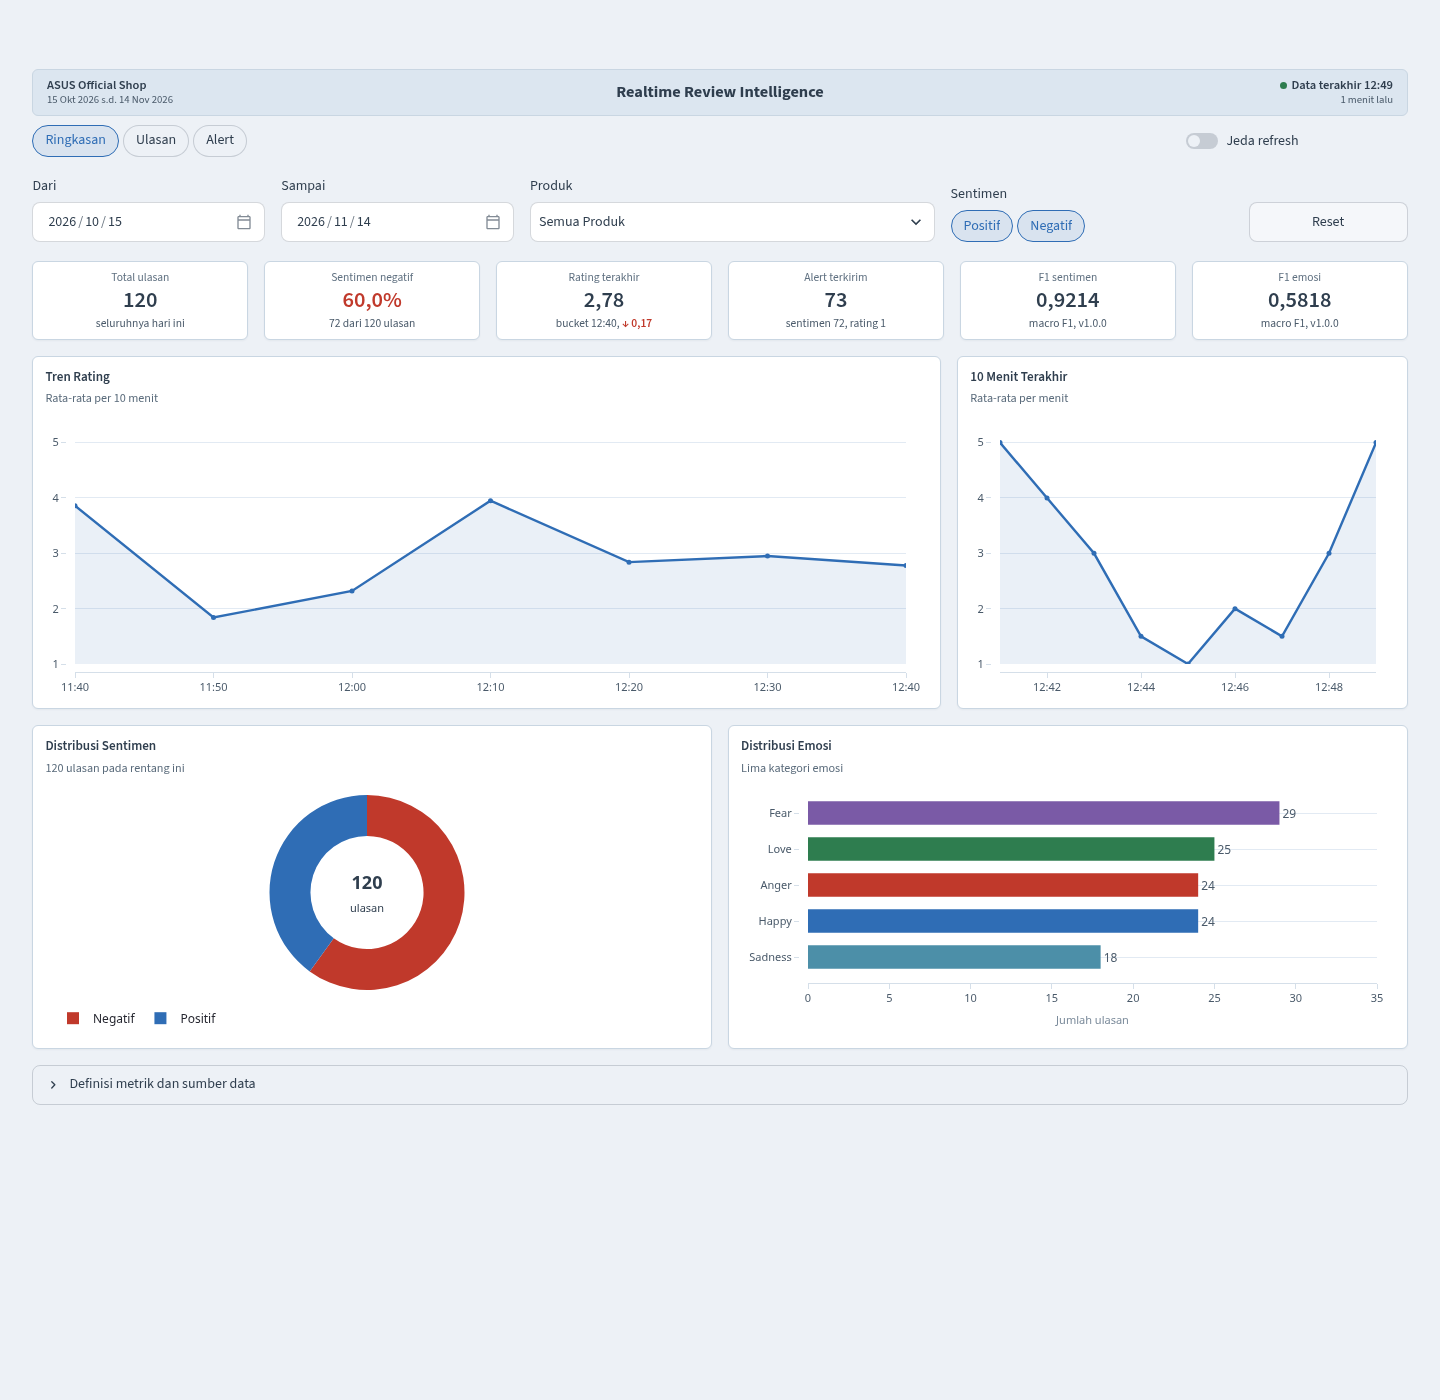 ASUS Official Shop
15 Okt 2026 s.d. 14 Nov 2026
Realtime Review Intelligence
Data terakhir 12:49
1 menit lalu
Ringkasan
Ulasan
Alert
Jeda refresh
Dari
Sampai
Produk
Sentimen
2026 / 10 / 15
2026 / 11 / 14
Semua Produk
Positif
Negatif
Reset
Total ulasan
120
seluruhnya hari ini
Sentimen negatif
60,0%
72 dari 120 ulasan
Rating terakhir
2,78
bucket 12:40, ↓ 0,17
Alert terkirim
73
sentimen 72, rating 1
F1 sentimen
0,9214
macro F1, v1.0.0
F1 emosi
0,5818
macro F1, v1.0.0
Tren Rating
Rata-rata per 10 menit
5
4
3
2
1
11:40 11:50 12:00 12:10 12:20 12:30 12:40
10 Menit Terakhir
Rata-rata per menit
5
4
3
2
1
12:42 12:44 12:46 12:48
Distribusi Sentimen
120 ulasan pada rentang ini
120
ulasan
Negatif Positif
Distribusi Emosi
Lima kategori emosi
Fear 29
Love 25
Anger 24
Happy 24
Sadness 18
0 5 10 15 20 25 30 35
Jumlah ulasan
Definisi metrik dan sumber data